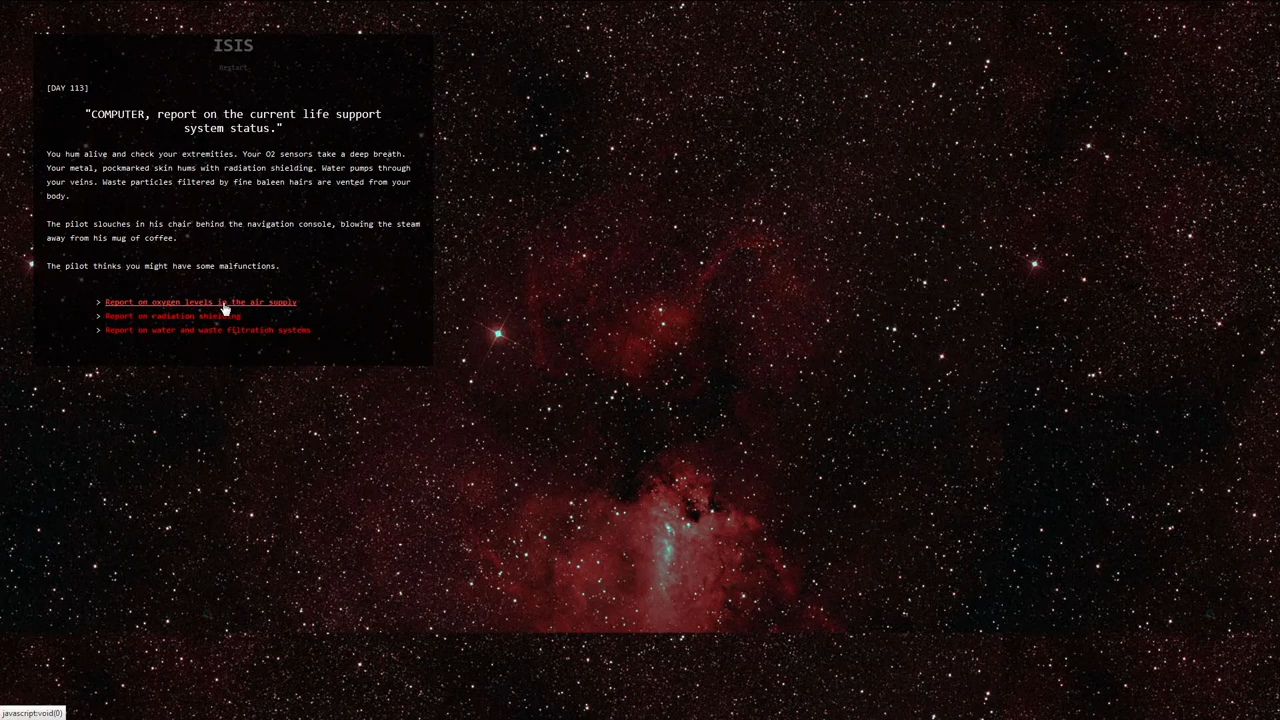 ISIS
Restart
[DAY 113]
"COMPUTER, report on the current life support
system status."
You hum alive and check your extremities. Your O2 sensors take a deep breath.
Your metal, pockmarked skin hums with radiation shielding. Water pumps through
your veins. Waste particles filtered by fine baleen hairs are vented from your
body.
The pilot slouches in his chair behind the navigation console, blowing the steam
away from his mug of coffee.
The pilot thinks you might have some malfunctions.
> Report on oxygen levels in the air supply
> Report on radiation shielding
> Report on water and waste filtration systems
javascript:void(0)